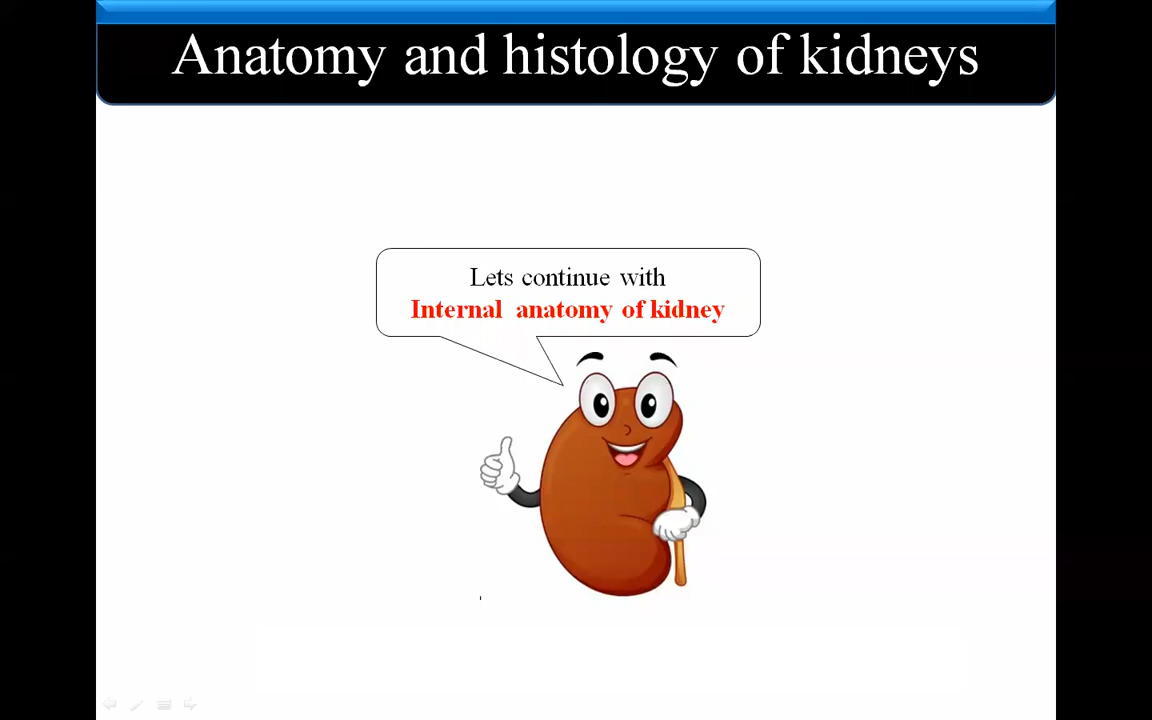 Anatomy and histology of kidneys
Lets continue with
Internal anatomy of kidney